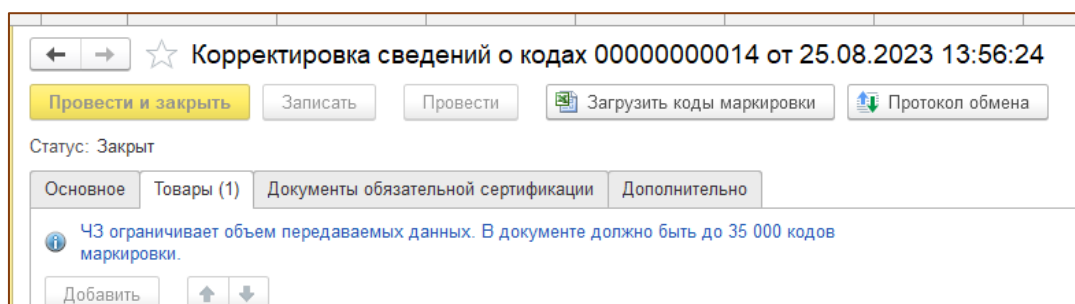 Корректировка сведений о кодах 00000000014 от 25.08.2023 13:56:24
Провести и закрыть Записать Провести Загрузить коды маркировки Протокол обмена
Статус: Закрыт
Основное Товары (1) Документы обязательной сертификации Дополнительно
ЧЗ ограничивает объем передаваемых данных. В документе должно быть до 35 000 кодов
маркировки.
Добавить